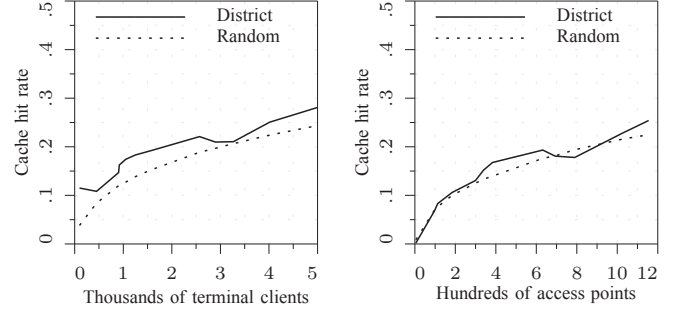 District
Random
Cache hit rate
.5
.4
.3
.2
.1
0
0 1 2 3 4 5
Thousands of terminal clients
District
Random
Cache hit rate
.5
.4
.3
.2
.1
0
0 2 4 6 8 10 12
Hundreds of access points